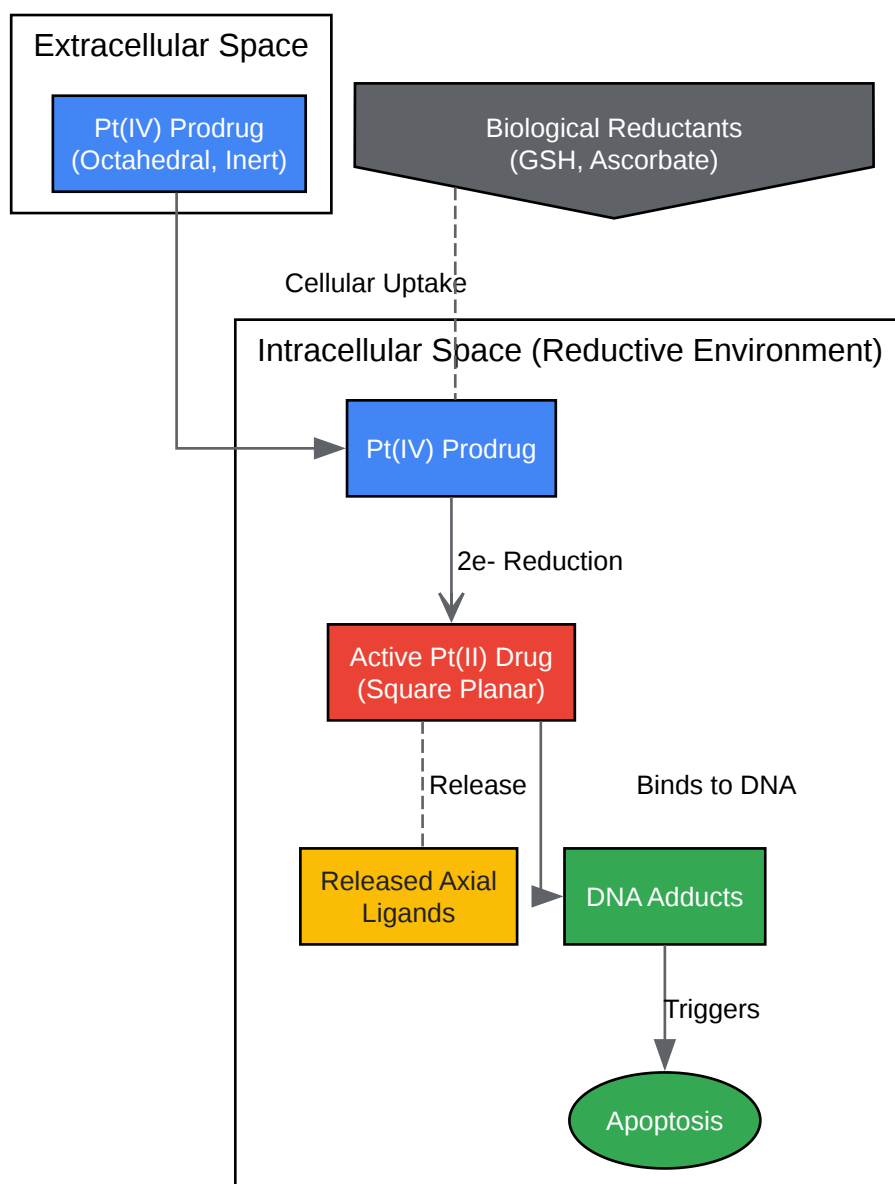 Extracellular Space
Pt(IV) Prodrug
(Octahedral, Inert)
Biological Reductants
(GSH, Ascorbate)
Cellular Uptake
Intracellular Space (Reductive Environment)
Pt(IV) Prodrug
2e- Reduction
Active Pt(II) Drug
(Square Planar)
Release
Binds to DNA
Released Axial
Ligands
DNA Adducts
Triggers
Apoptosis